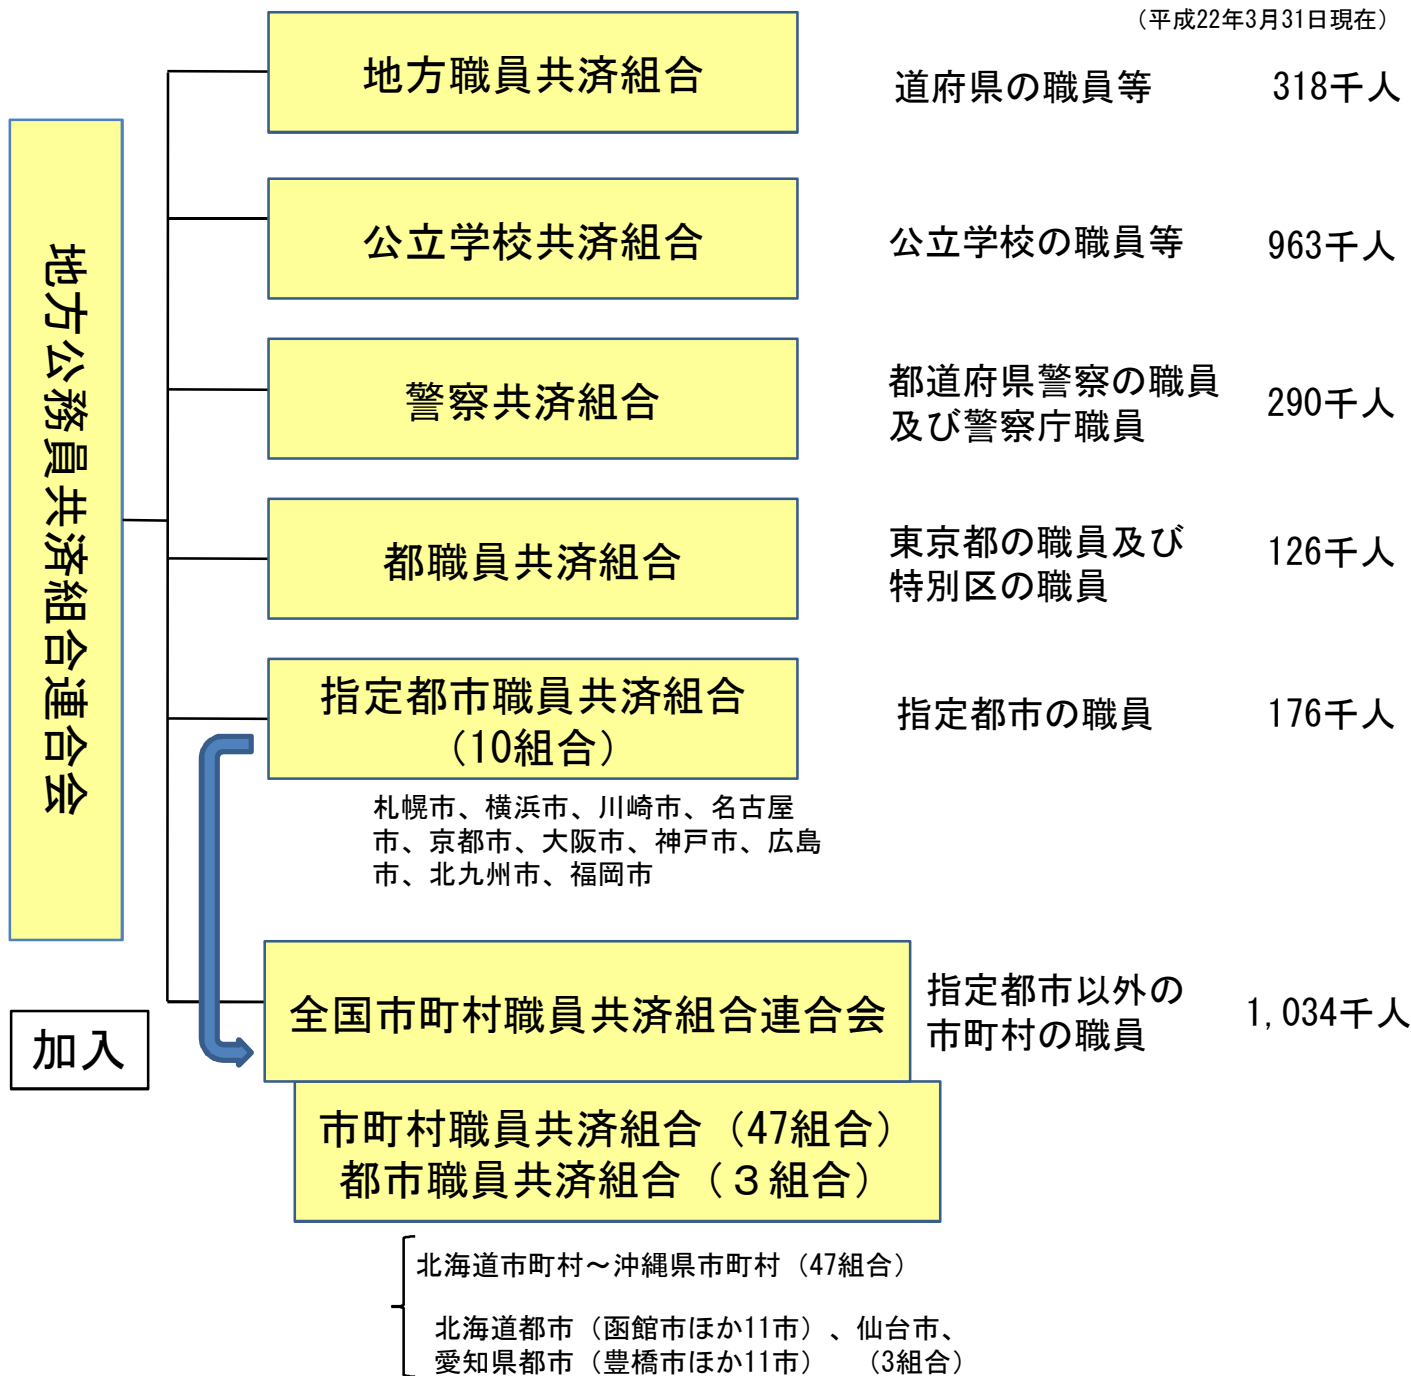 （平成22年3月31日現在）
地方公務員共済組合連合会
地方職員共済組合
道府県の職員等
318千人
公立学校共済組合
公立学校の職員等
963千人
警察共済組合
都道府県警察の職員
及び警察庁職員
290千人
都職員共済組合
東京都の職員及び
特別区の職員
126千人
指定都市職員共済組合
（10組合）
指定都市の職員
176千人
札幌市、横浜市、川崎市、名古屋
市、京都市、大阪市、神戸市、広島
市、北九州市、福岡市
加入
全国市町村職員共済組合連合会
指定都市以外の
市町村の職員
1,034千人
市町村職員共済組合（47組合）
都市職員共済組合（３組合）
北海道市町村～沖縄県市町村（47組合）
北海道都市（函館市ほか11市）、仙台市、
愛知県都市（豊橋市ほか11市）　（3組合）